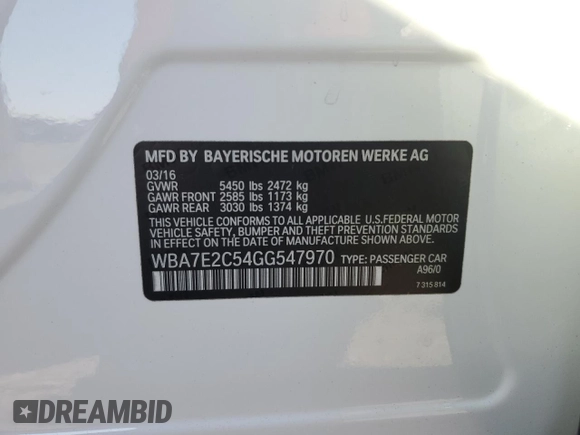 MFD BY BAYERISCHE MOTOREN WERKE AG
03/16
GVWR 5450 lbs 2472 kg
GAWR FRONT 2585 lbs 1173 kg
GAWR REAR 3030 lbs 1374 kg
THIS VEHICLE CONFORMS TO ALL APPLICABLE U.S.FEDERAL MOTOR
VEHICLE SAFETY, BUMPER, AND THEFT PREVENTION STANDARDS
IN EFFECT ON THE DATE OF MANUFACTURE SHOWN ABOVE.
WBA7E2C54GG547970 TYPE: PASSENGER CAR
A96/0
7 315 814
DREAMBID